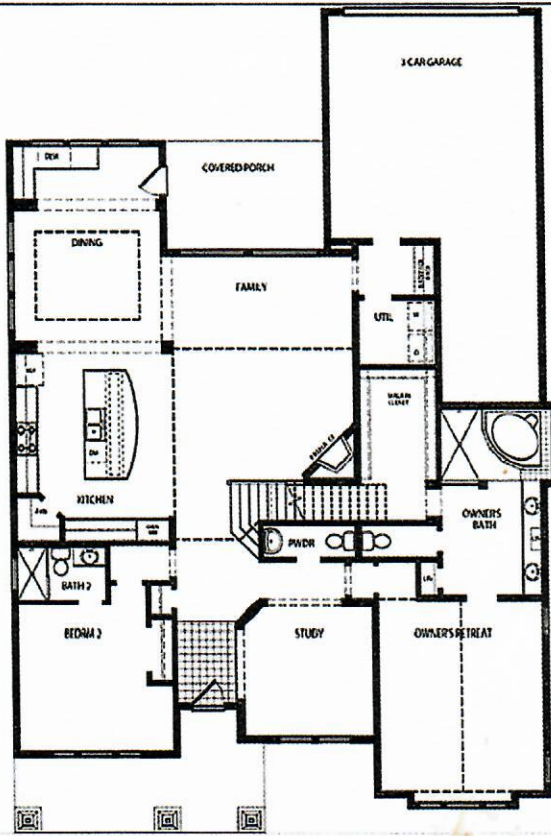 3 CAR GARAGE
COVERED PORCH
DINING
FAMILY
UTIL
W
D
WALK IN
CLOSET
KITCHEN
OWNER'S
BATH
PWDR
BATH 2
BEDRM 2
STUDY
OWNER'S RETREAT